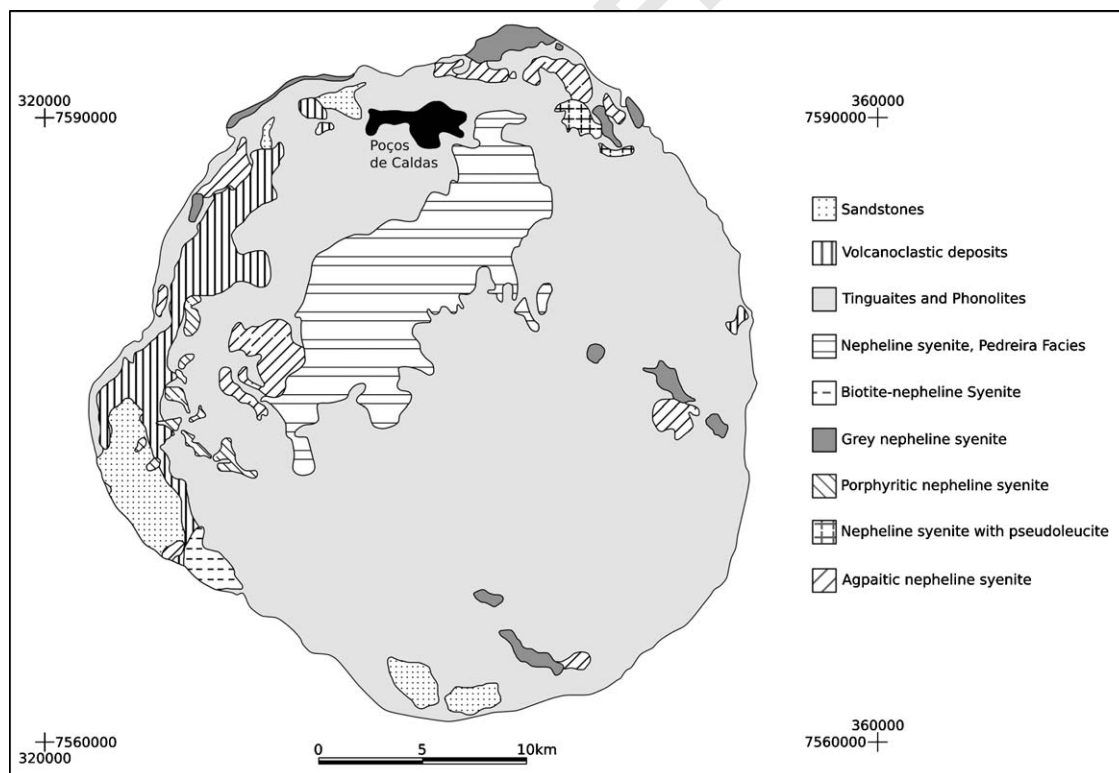 320000
7590000
360000
7590000
Poços
de Caldas
Sandstones
Volcanoclastic deposits
Tinguaites and Phonolites
Nepheline syenite, Pedreira Facies
Biotite-nepheline Syenite
Grey nepheline syenite
Porphyritic nepheline syenite
Nepheline syenite with pseudoleucite
Agpaitic nepheline syenite
7560000
320000
0 5 10km
360000
7560000